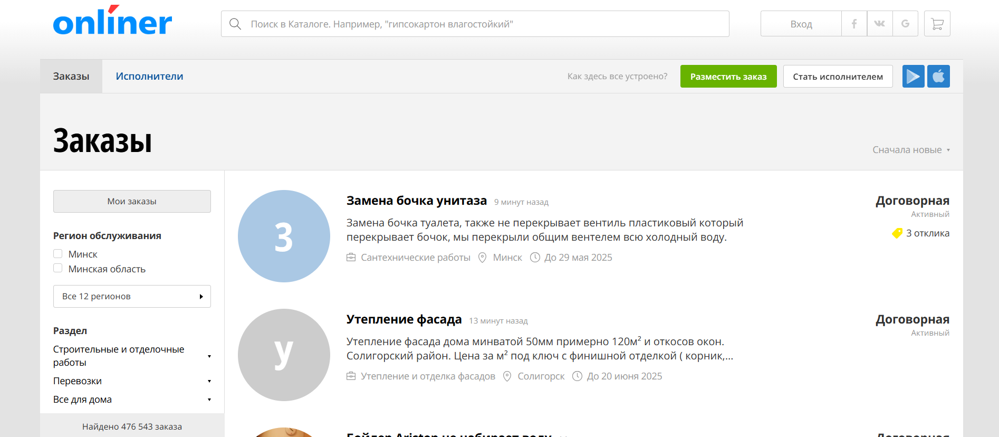 onliner
Поиск в Каталоге. Например, "гипсокартон влагостойкий"
Вход
Заказы
Исполнители
Как здесь все устроено?
Разместить заказ
Стать исполнителем
Заказы
Сначала новые
Мои заказы
Регион обслуживания
Минск
Минская область
Все 12 регионов
Раздел
Строительные и отделочные
работы
Перевозки
Все для дома
Найдено 476 543 заказа
З
Замена бочка унитаза 9 минут назад
Замена бочка туалета, также не перекрывает вентиль пластиковый который
перекрывает бочок, мы перекрыли общим вентелем всю холодный воду.
Сантехнические работы Минск До 29 мая 2025
Договорная
Активный
3 отклика
У
Утепление фасада 13 минут назад
Утепление фасада дома минватой 50мм примерно 120м² и откосов окон.
Солигорский район. Цена за м² под ключ с финишной отделкой ( корник,...
Утепление и отделка фасадов Солигорск До 20 июня 2025
Договорная
Активный
Бойлер Ariston не набирает воду
Договорная